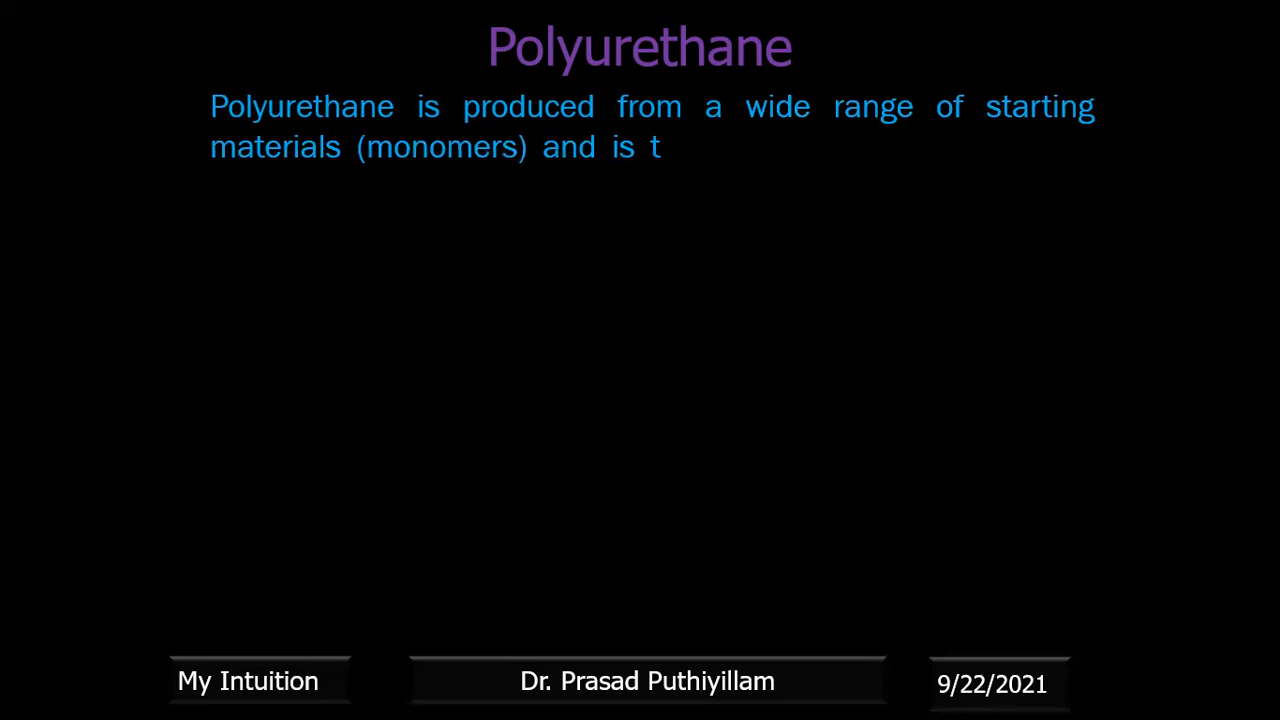 Polyurethane
Polyurethane is produced from a wide range of starting
materials (monomers) and is t
My Intuition
Dr. Prasad Puthiyillam
9/22/2021